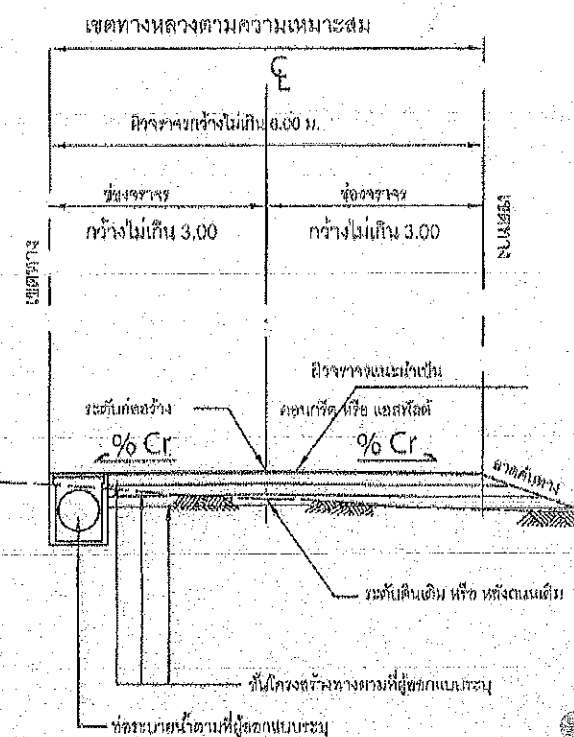 เขตทางหลวงตามความเหมาะสม
℄
ผิวจราจรกว้างไม่เกิน 6.00 ม.
ช่องจราจร
ช่องจราจร
กว้างไม่เกิน 3.00
กว้างไม่เกิน 3.00
เขตทาง
เขตทาง
ผิวจราจรแนะนำเป็น
คอนกรีต หรือ แอสฟัลต์
ระดับก่อสร้าง
% Cr
% Cr
ลาดคันทาง
ระดับดินเดิม หรือ หลังถนนเดิม
ชั้นโครงสร้างทางตามที่ผู้ออกแบบระบุ
ท่อระบายน้ำตามที่ผู้ออกแบบระบุ